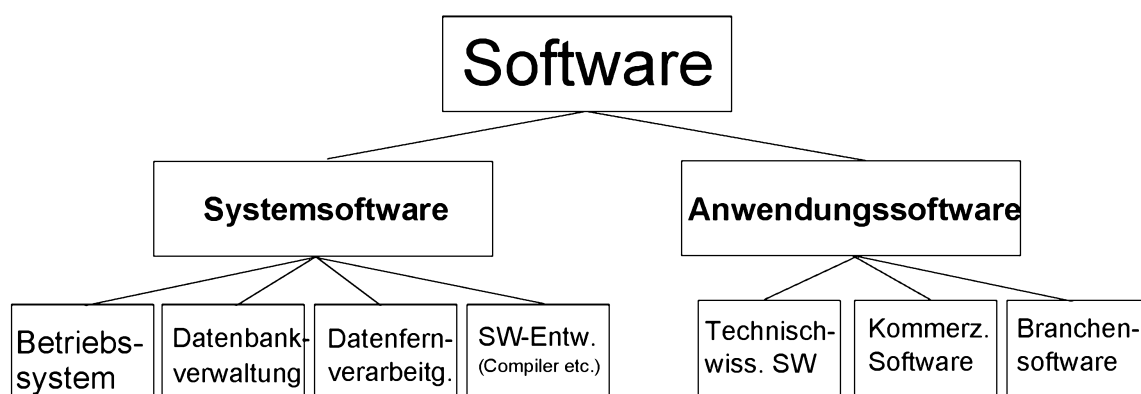 Software
Systemsoftware
Anwendungssoftware
Betriebs-
system
Datenbank-
verwaltung
Datenfern-
verarbeitg.
SW-Entw.
(Compiler etc.)
Technisch-
wiss. SW
Kommerz.
Software
Branchen-
software